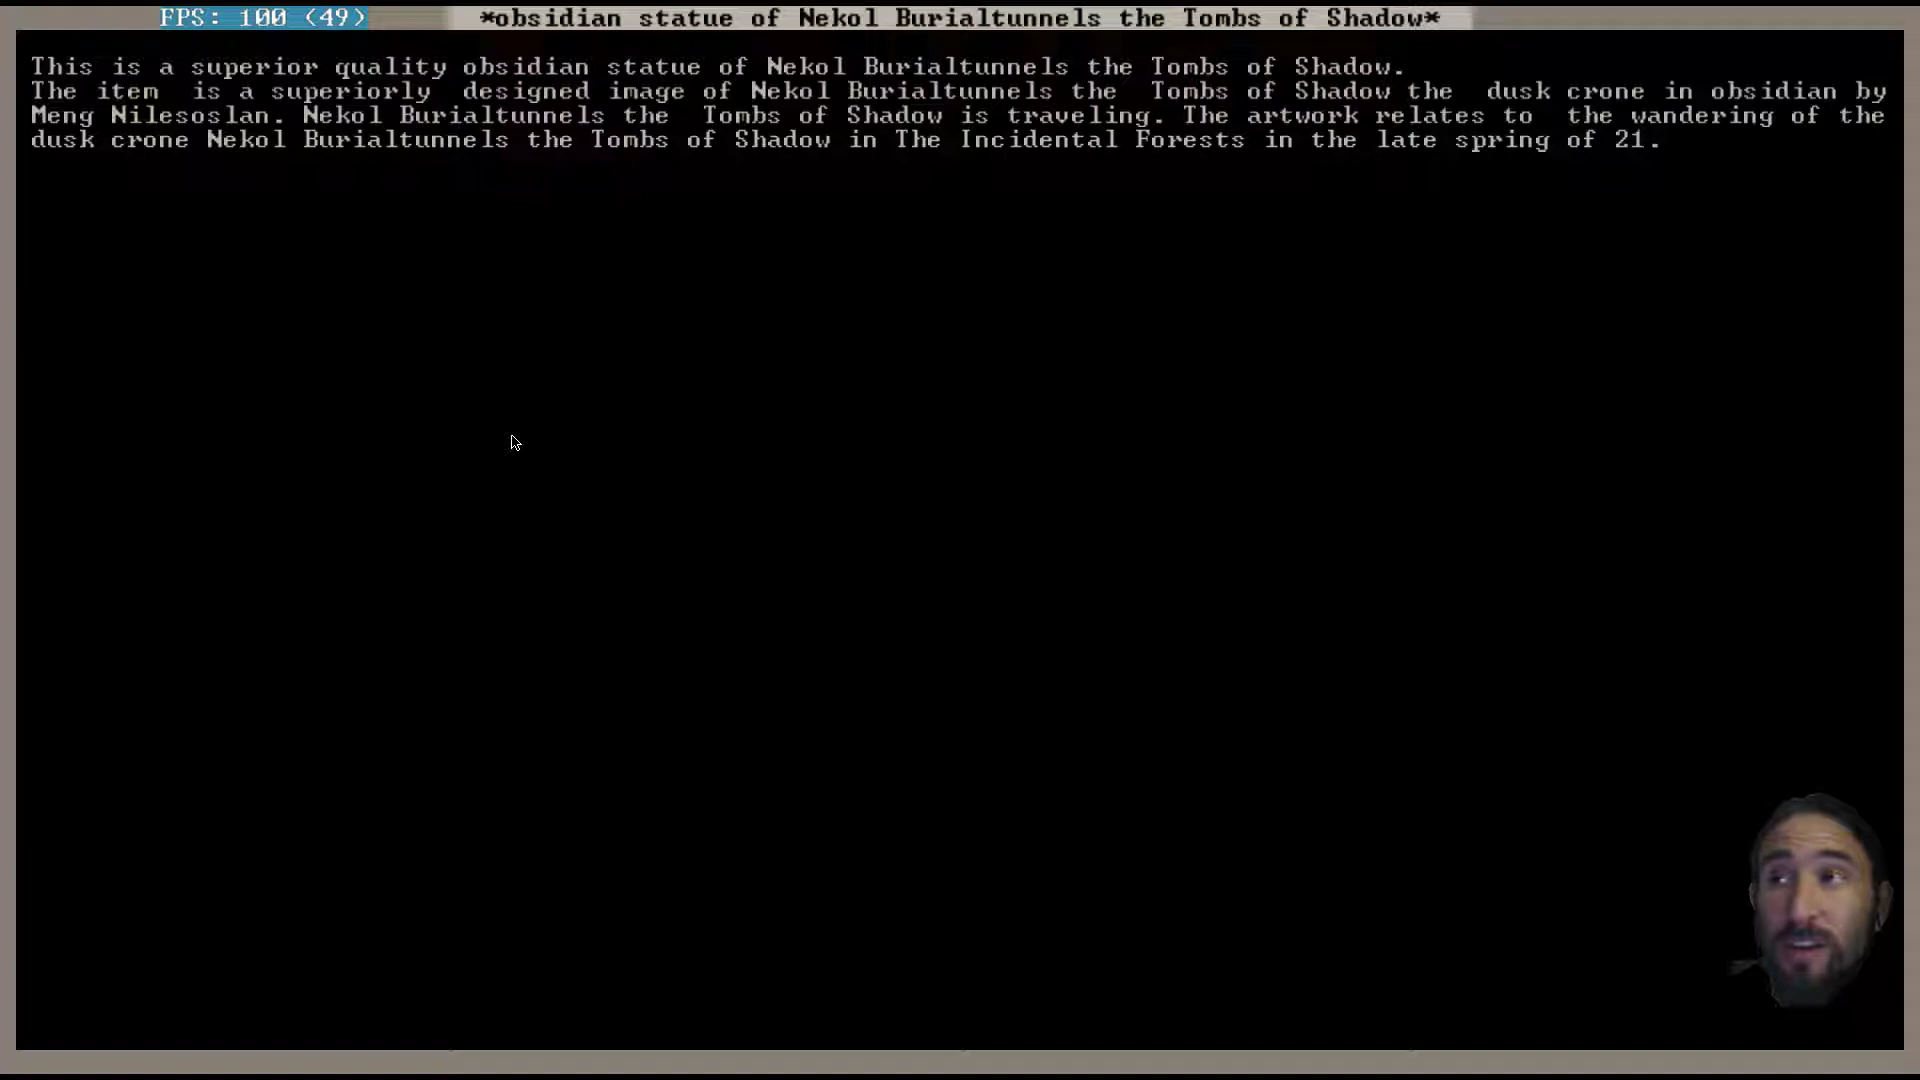 FPS: 100 (49) *obsidian statue of Nekol Burialtunnels the Tombs of Shadow*
This is a superior quality obsidian statue of Nekol Burialtunnels the Tombs of Shadow.
The item is a superiorly designed image of Nekol Burialtunnels the Tombs of Shadow the dusk crone in obsidian by
Meng Nilesoslan. Nekol Burialtunnels the Tombs of Shadow is traveling. The artwork relates to the wandering of the
dusk crone Nekol Burialtunnels the Tombs of Shadow in The Incidental Forests in the late spring of 21.